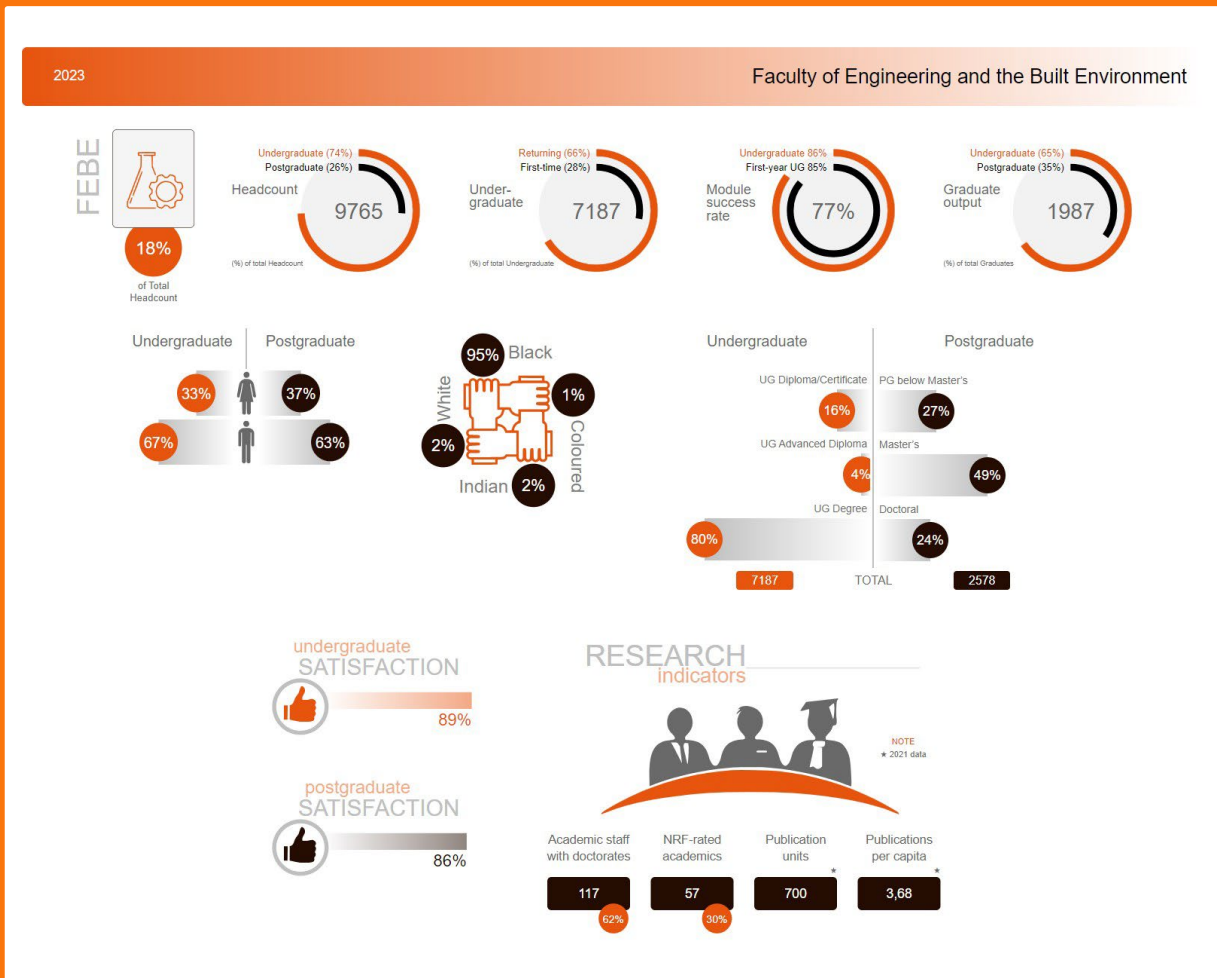 2023
Faculty of Engineering and the Built Environment
FEBE
18%
of Total
Headcount
Undergraduate (74%)
Postgraduate (26%)
Headcount
9765
(%) of total Headcount
Returning (66%)
First-time (28%)
Under-
graduate
7187
(%) of total Undergraduate
Undergraduate 86%
First-year UG 85%
Module
success
rate
77%
Undergraduate (65%)
Postgraduate (35%)
Graduate
output
1987
(%) of total Graduates
Undergraduate
Postgraduate
33%
37%
67%
63%
95%
Black
White
1%
2%
Coloured
Indian
2%
Undergraduate
Postgraduate
UG Diploma/Certificate
PG below Master's
16%
27%
UG Advanced Diploma
Master's
4%
49%
UG Degree
Doctoral
80%
24%
7187
TOTAL
2578
undergraduate
SATISFACTION
89%
postgraduate
SATISFACTION
86%
RESEARCH
indicators
NOTE
★ 2021 data
Academic staff
with doctorates
117
62%
NRF-rated
academics
57
30%
Publication
units
★
700
Publications
per capita
★
3,68